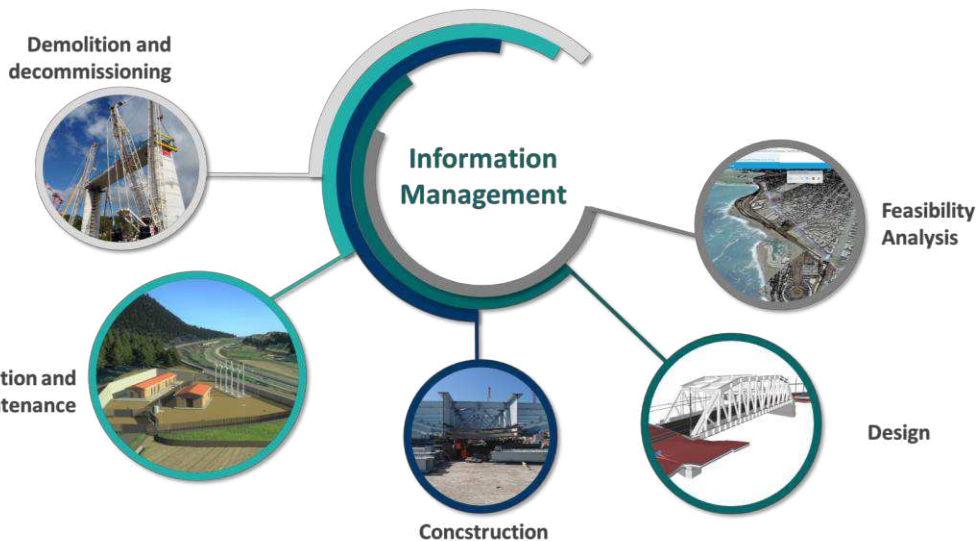 Demolition and
decommissioning
Information
Management
Feasibility
Analysis
tion and
tenance
Design
Concstruction